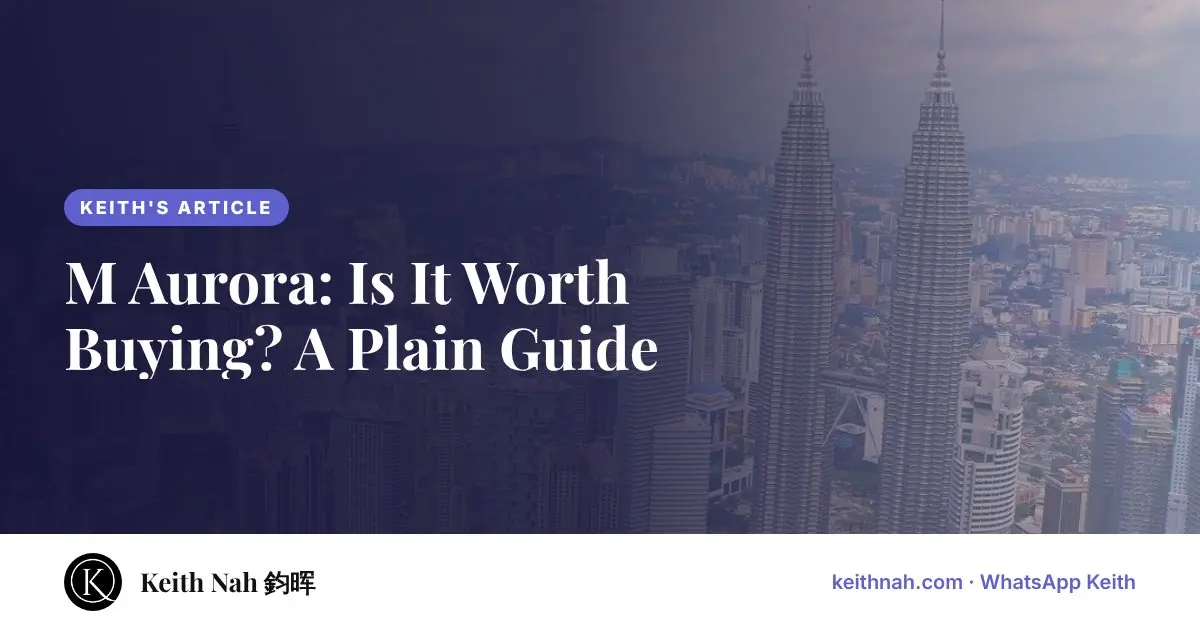 KEITH'S ARTICLE
M Aurora: Is It Worth
Buying? A Plain Guide
K
Keith Nah 鈞晖
keithnah.com · WhatsApp Keith